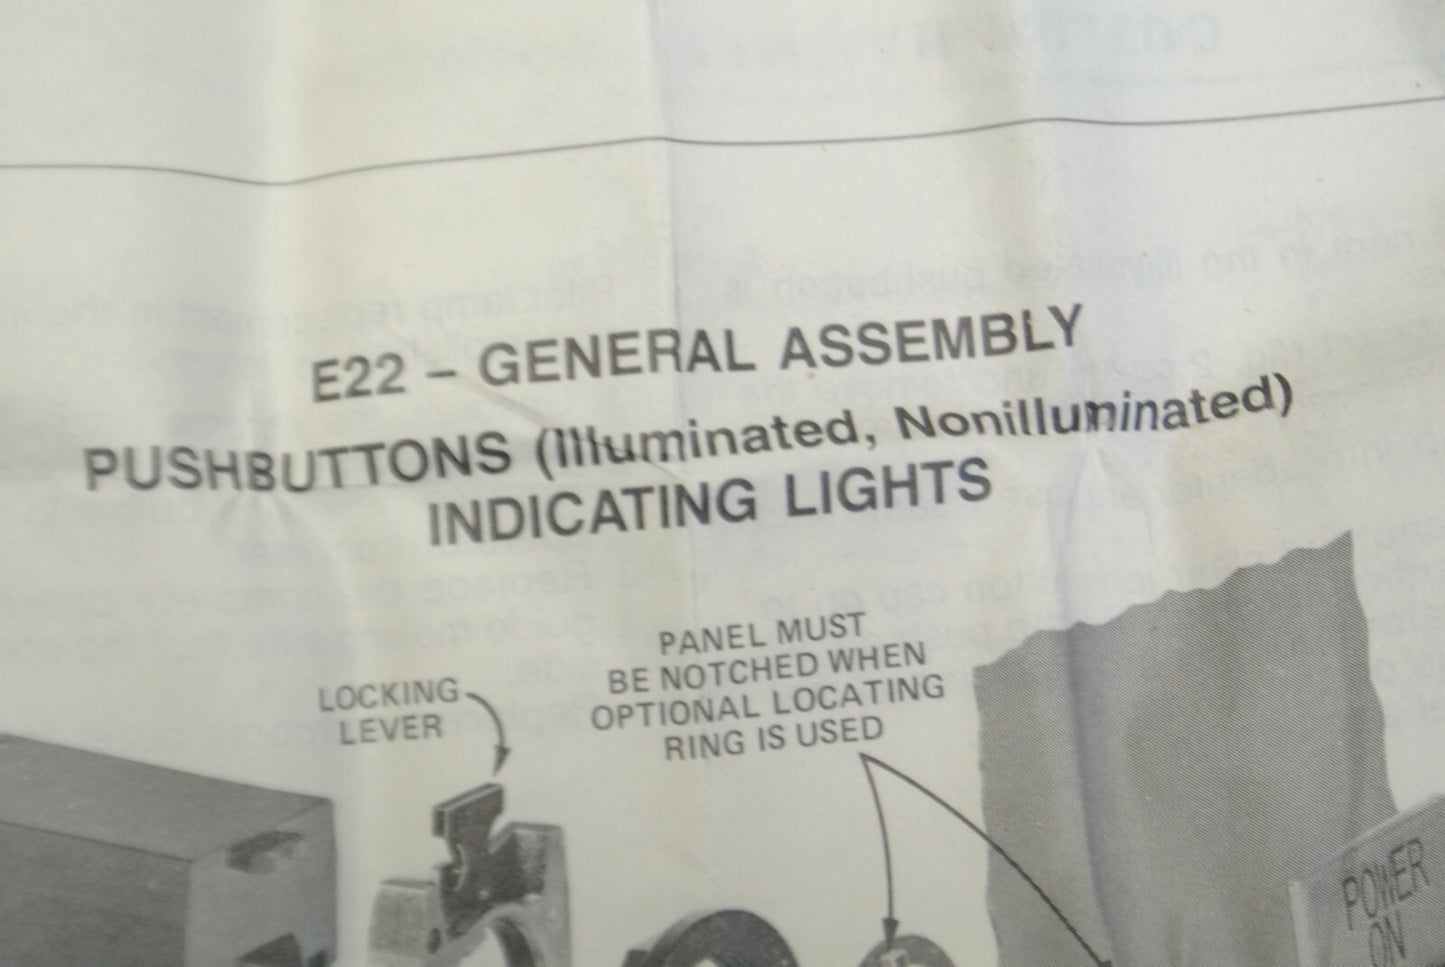 E22 – GENERAL ASSEMBLY
PUSHBUTTONS (Illuminated, Nonilluminated)
INDICATING LIGHTS
PANEL MUST
BE NOTCHED WHEN
OPTIONAL LOCATING
RING IS USED
LOCKING
LEVER
POWER
ON